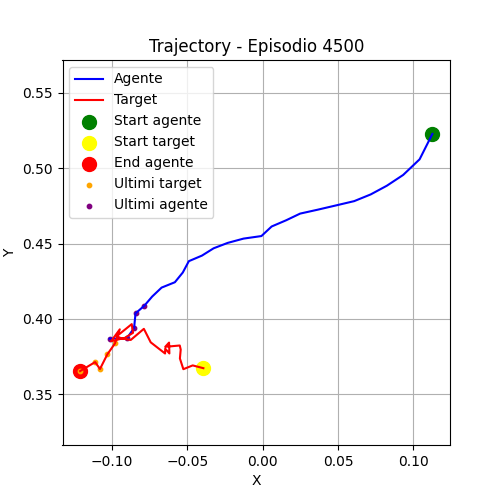 Trajectory - Episodio 4500
Agente
Target
Start agente
Start target
End agente
Ultimi target
Ultimi agente
Y
0.55
0.50
0.45
0.40
0.35
−0.10
−0.05
0.00
0.05
0.10
X